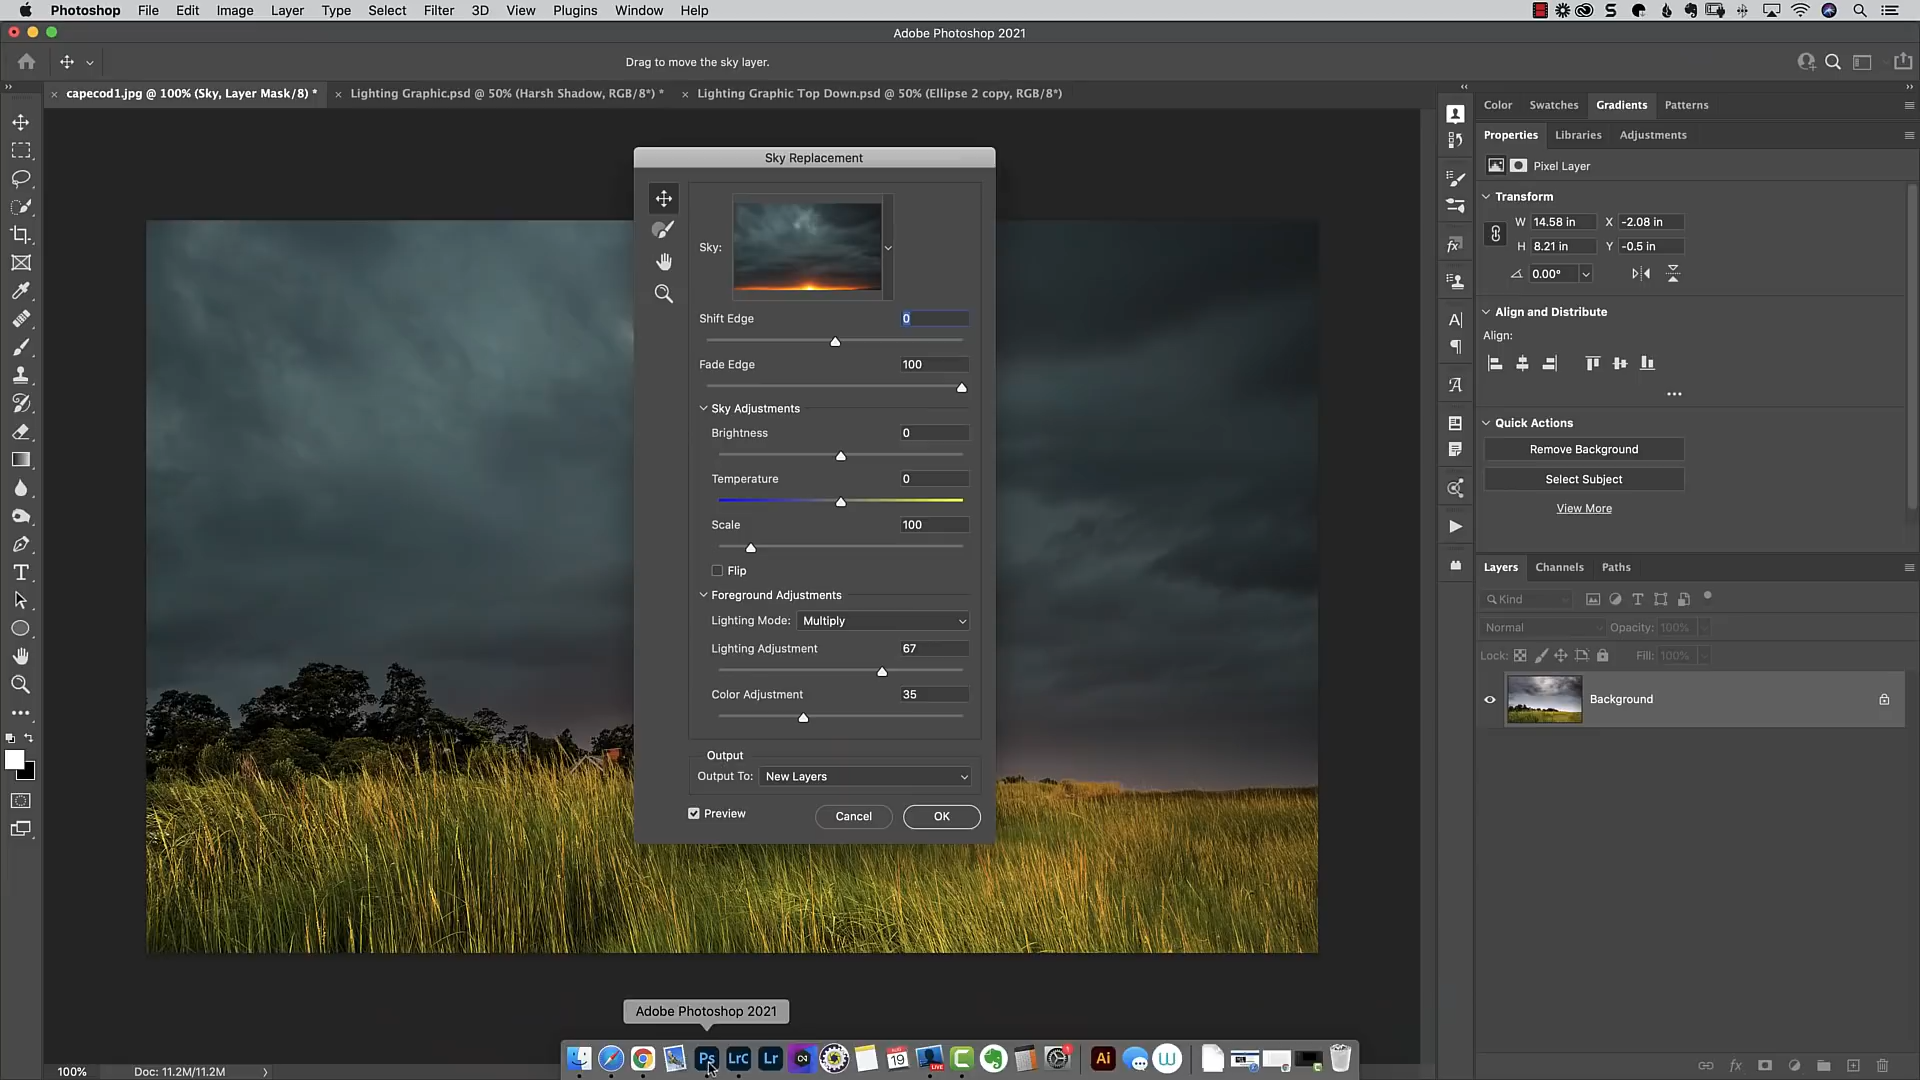 Photoshop File Edit Image Layer Type Select Filter 3D View Plugins Window Help
Adobe Photoshop 2021
Drag to move the sky layer.
capecod1.jpg @ 100% (Sky, Layer Mask/8) *
Lighting Graphic.psd @ 50% (Harsh Shadow, RGB/8*) *
Lighting Graphic Top Down.psd @ 50% (Ellipse 2 copy, RGB/8*)
Color Swatches Gradients Patterns
Properties Libraries Adjustments
Pixel Layer
Transform
W 14.58 in X -2.08 in
H 8.21 in Y -0.5 in
0.00°
Align and Distribute
Align:
Quick Actions
Remove Background
Select Subject
View More
Layers Channels Paths
Kind
Normal Opacity: 100%
Lock: Fill: 100%
Background
Sky Replacement
Sky:
Shift Edge 0
Fade Edge 100
Sky Adjustments
Brightness 0
Temperature 0
Scale 100
Flip
Foreground Adjustments
Lighting Mode: Multiply
Lighting Adjustment 67
Color Adjustment 35
Output
Output To: New Layers
Preview Cancel OK
Adobe Photoshop 2021
Ps LrC Lr 19 LIVE Ai W
100% Doc: 11.2M/11.2M